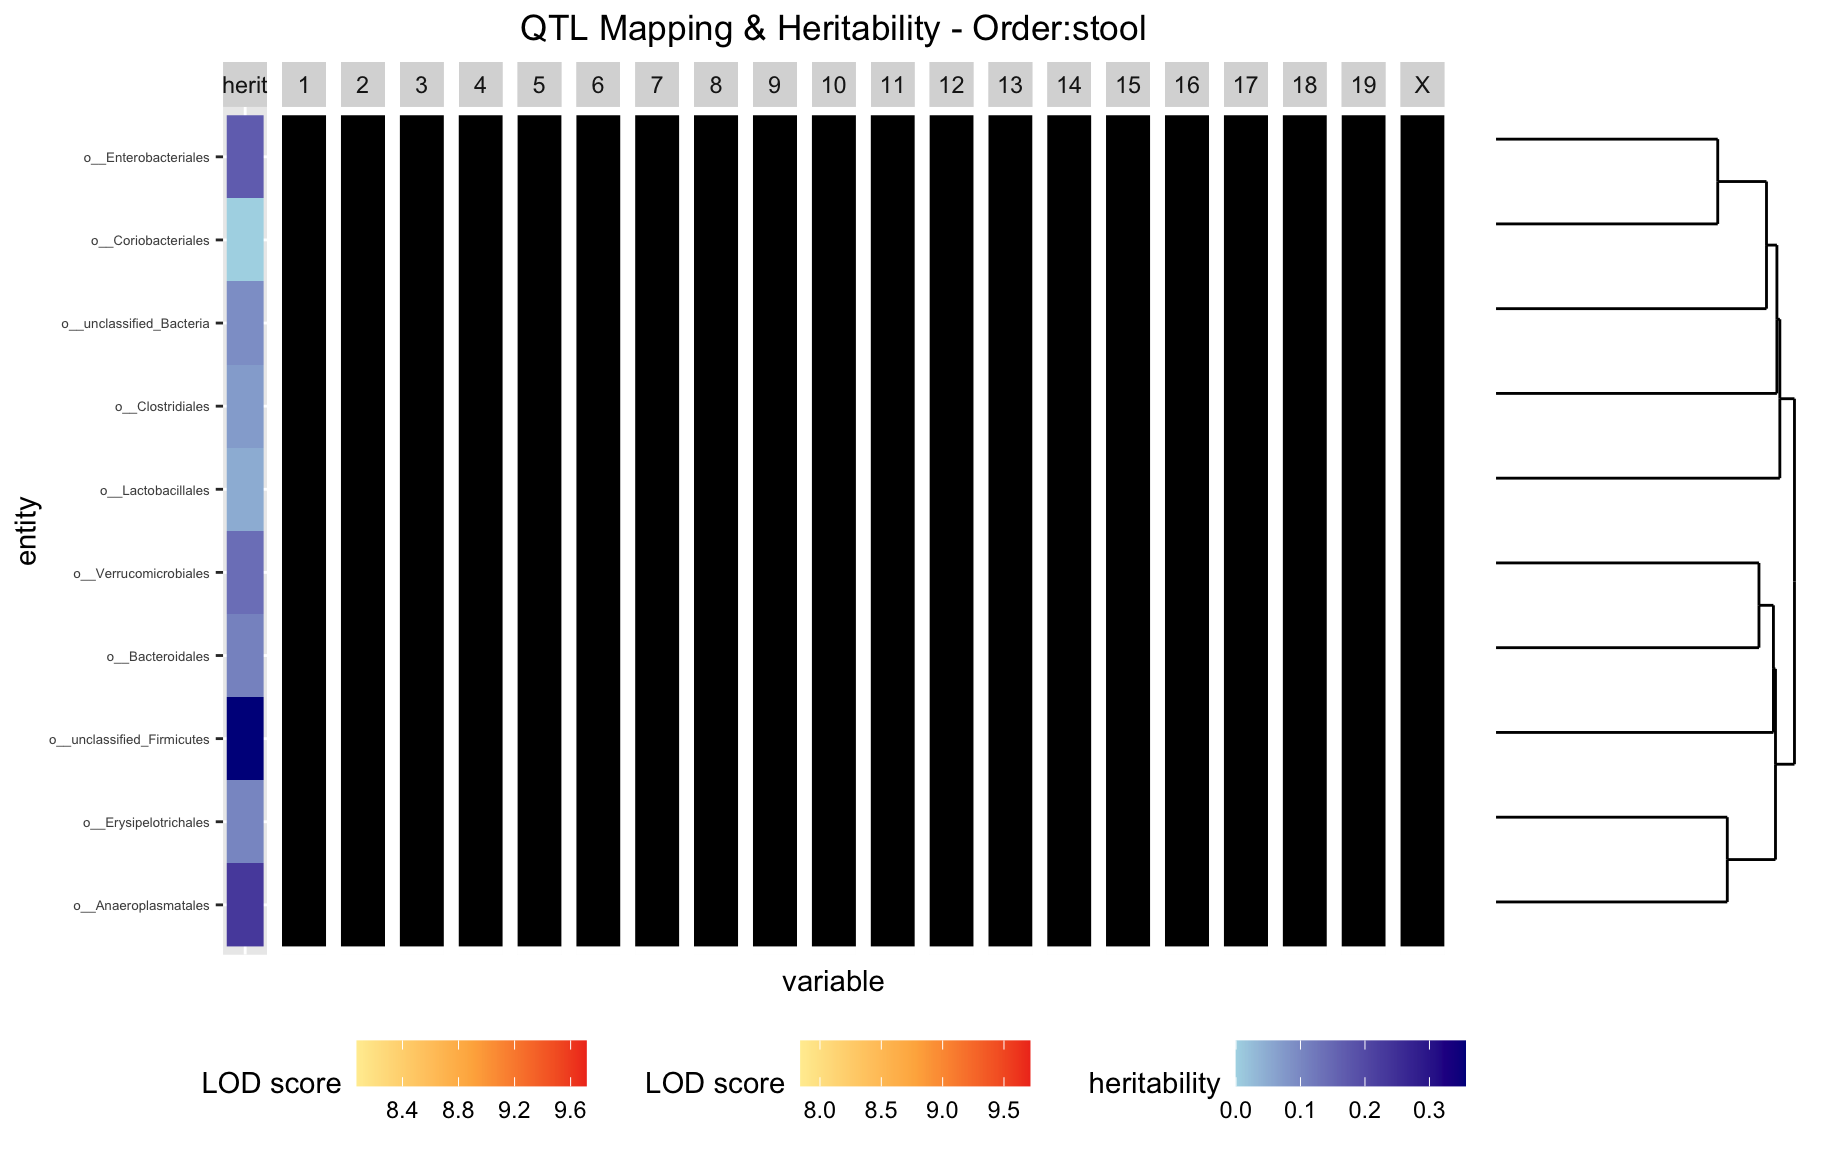 QTL Mapping & Heritability - Order:stool
herit 1 2 3 4 5 6 7 8 9 10 11 12 13 14 15 16 17 18 19 X
o__Enterobacteriales
o__Coriobacteriales
o__unclassified_Bacteria
o__Clostridiales
o__Lactobacillales
o__Verrucomicrobiales
o__Bacteroidales
o__unclassified_Firmicutes
o__Erysipelotrichales
o__Anaeroplasmatales
entity
variable
LOD score
8.4 8.8 9.2 9.6
LOD score
8.0 8.5 9.0 9.5
heritability
0.0 0.1 0.2 0.3